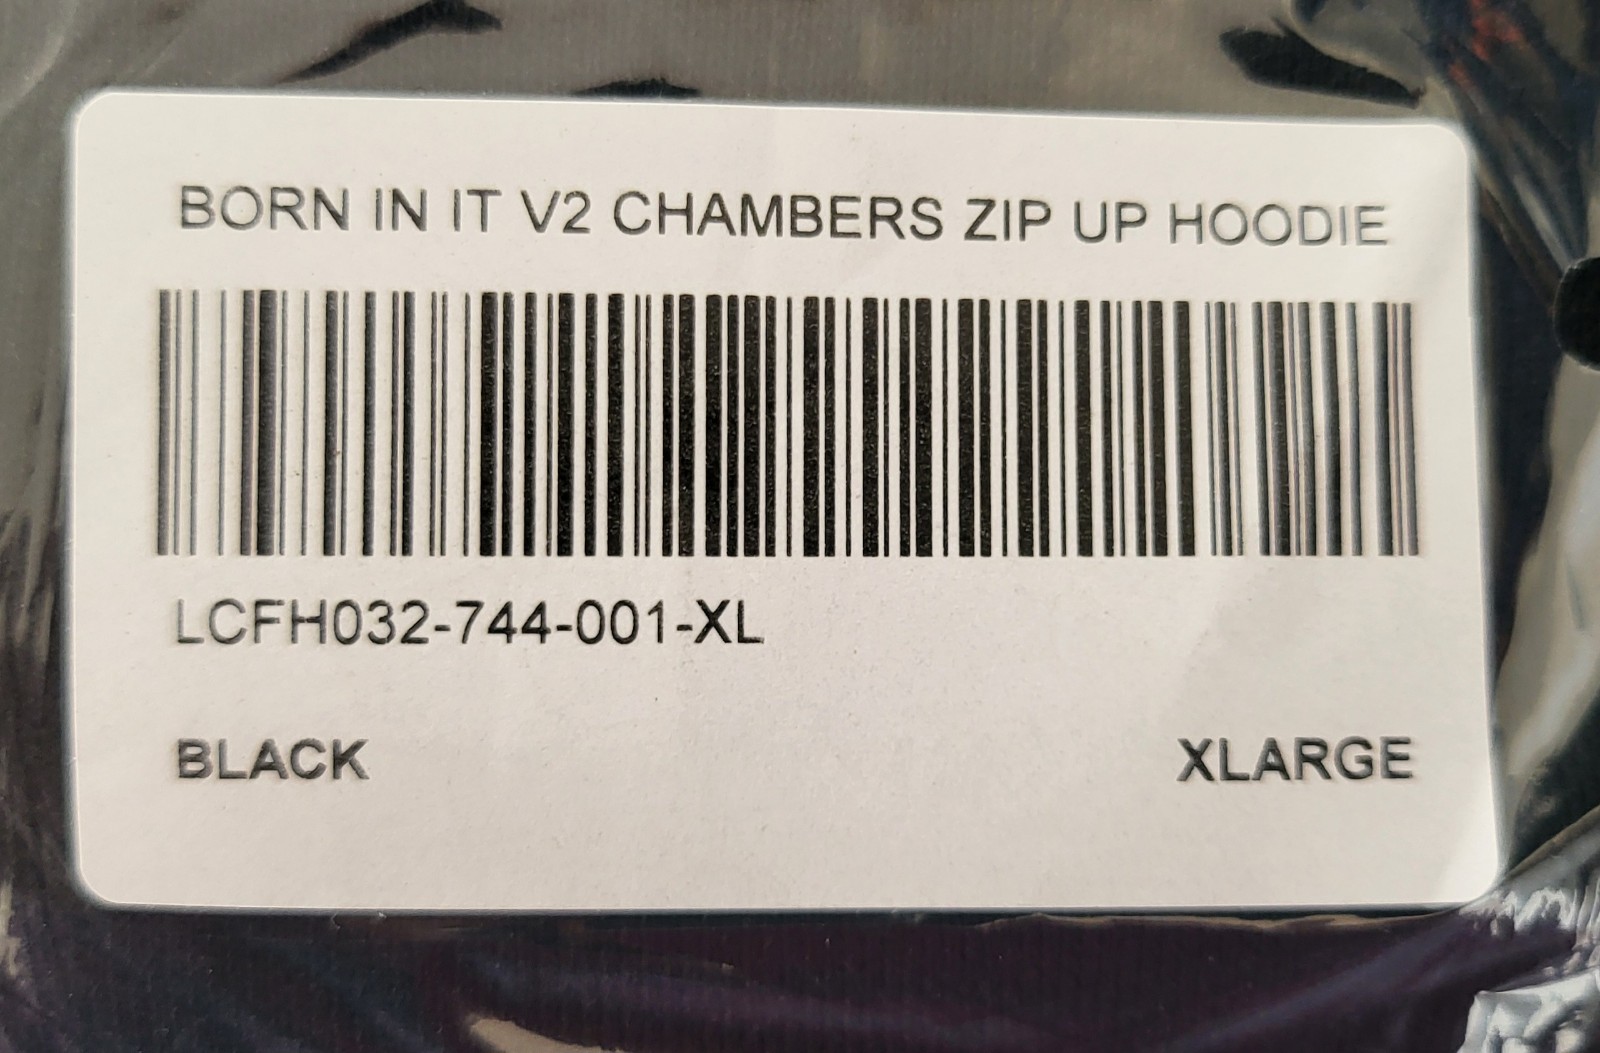 BORN IN IT V2 CHAMBERS ZIP UP HOODIE
LCFH032-744-001-XL
BLACK XLARGE